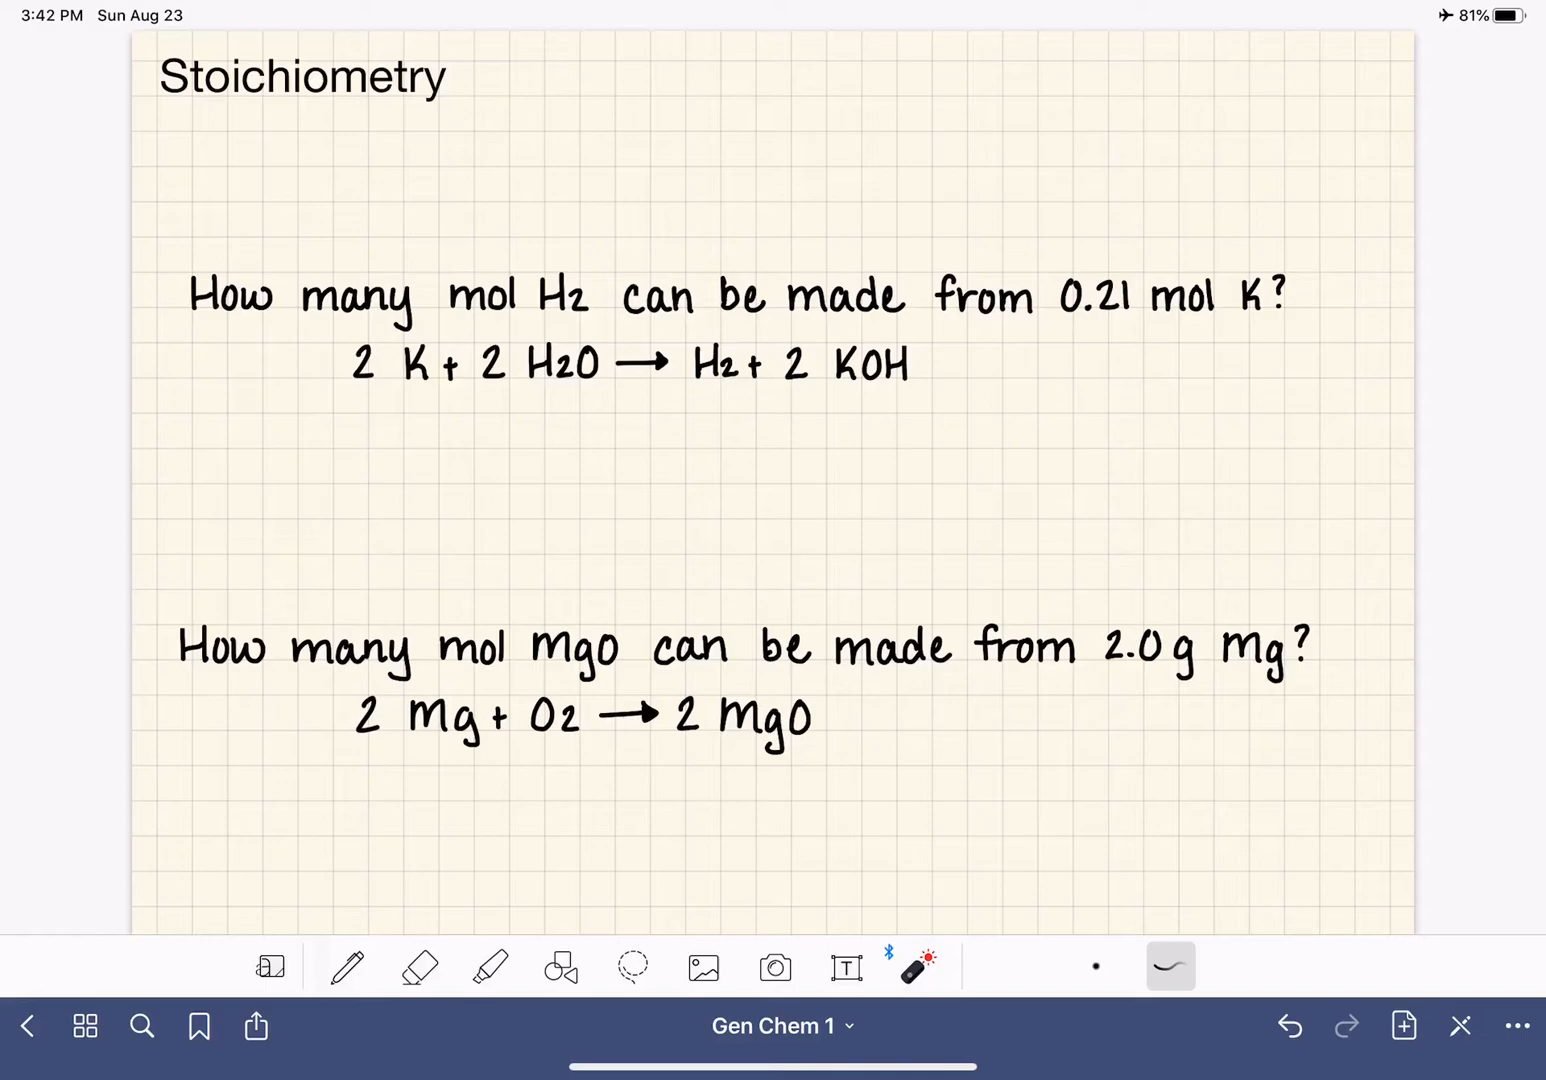 3:42 PM Sun Aug 23
81%
Stoichiometry
How many mol H2 can be made from 0.21 mol K?
2 K + 2 H2O → H2 + 2 KOH
How many mol MgO can be made from 2.0g Mg?
2 Mg + O2 → 2 MgO
T
Gen Chem 1